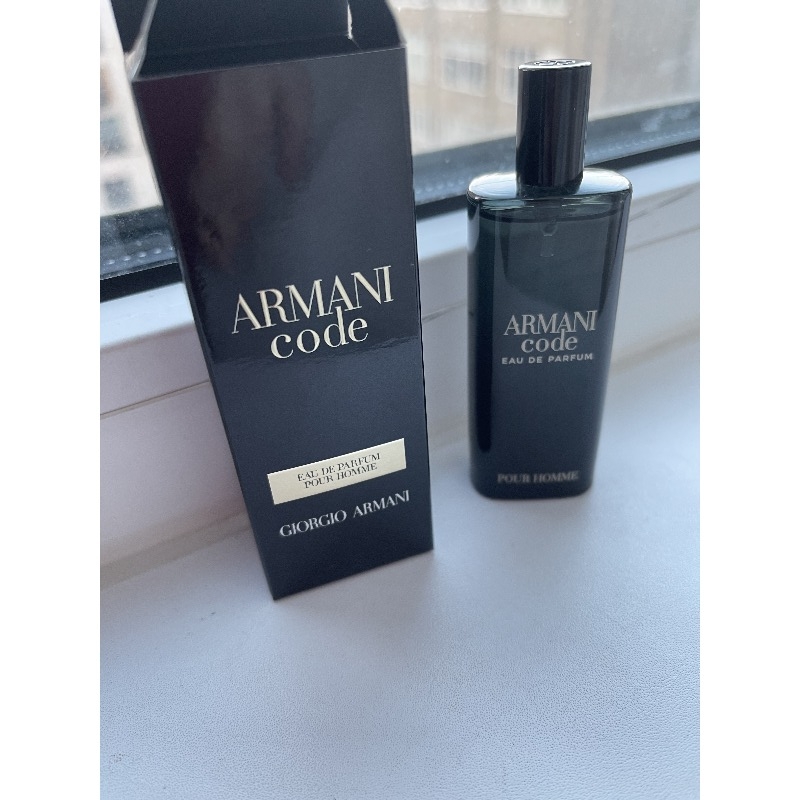 ARMANI
code
EAU DE PARFUM
POUR HOMME
GIORGIO ARMANI
ARMANI
code
EAU DE PARFUM
POUR HOMME